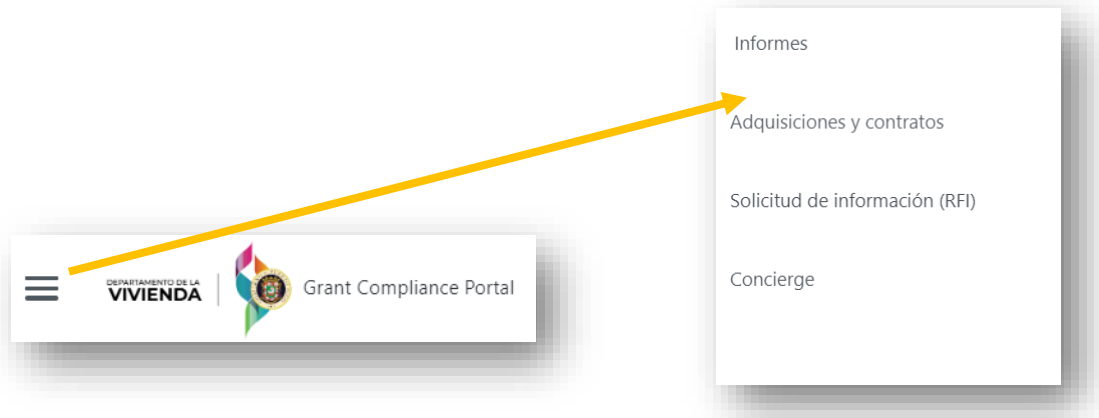 Informes
Adquisiciones y contratos
Solicitud de información (RFI)
Concierge
DEPARTAMENTO DE LA
VIVIENDA
Grant Compliance Portal